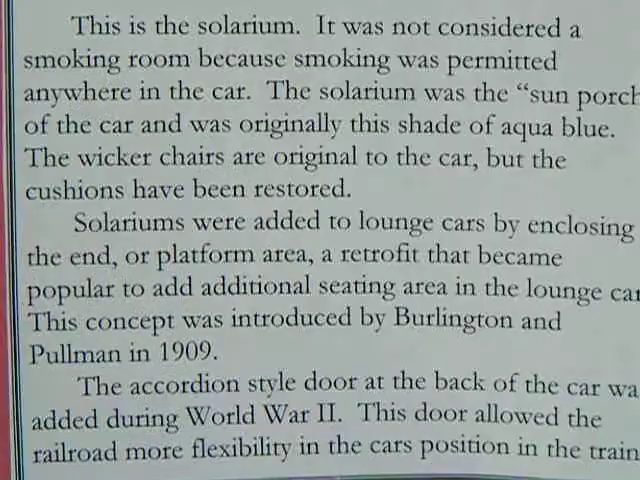 This is the solarium. It was not considered a
smoking room because smoking was permitted
anywhere in the car. The solarium was the “sun porch
of the car and was originally this shade of aqua blue.
The wicker chairs are original to the car, but the
cushions have been restored.
Solariums were added to lounge cars by enclosing
the end, or platform area, a retrofit that became
popular to add additional seating area in the lounge car
This concept was introduced by Burlington and
Pullman in 1909.
The accordion style door at the back of the car wa
added during World War II. This door allowed the
railroad more flexibility in the cars position in the train